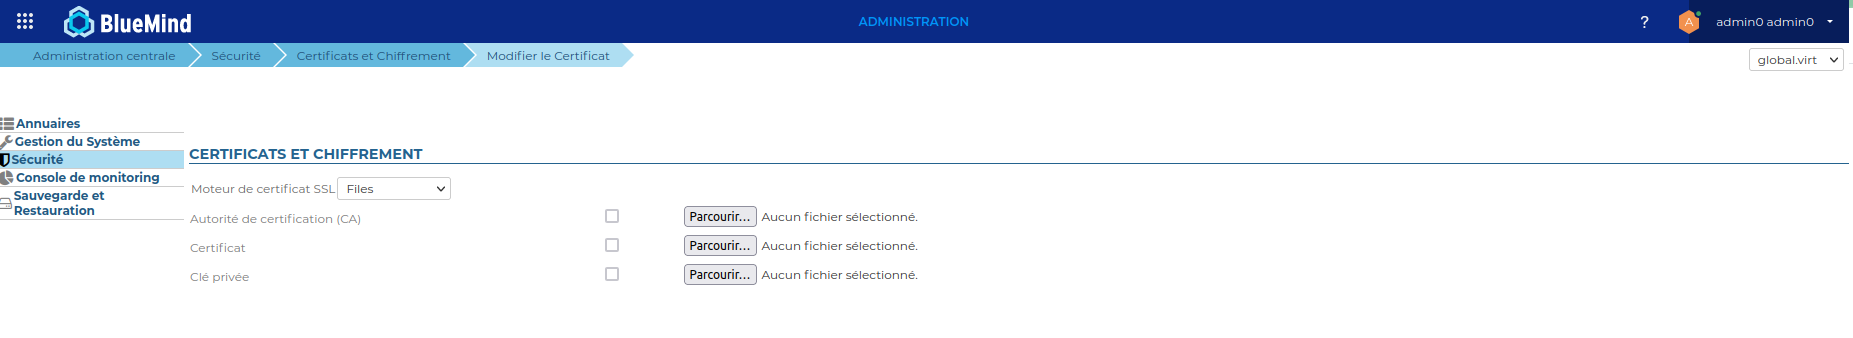 BlueMind
ADMINISTRATION
?
A
admin0 admin0
Administration centrale
Sécurité
Certificats et Chiffrement
Modifier le Certificat
global.virt
Annuaires
Gestion du Système
Sécurité
Console de monitoring
Sauvegarde et
Restauration
CERTIFICATS ET CHIFFREMENT
Moteur de certificat SSL Files
Autorité de certification (CA) Parcourir... Aucun fichier sélectionné.
Certificat Parcourir... Aucun fichier sélectionné.
Clé privée Parcourir... Aucun fichier sélectionné.